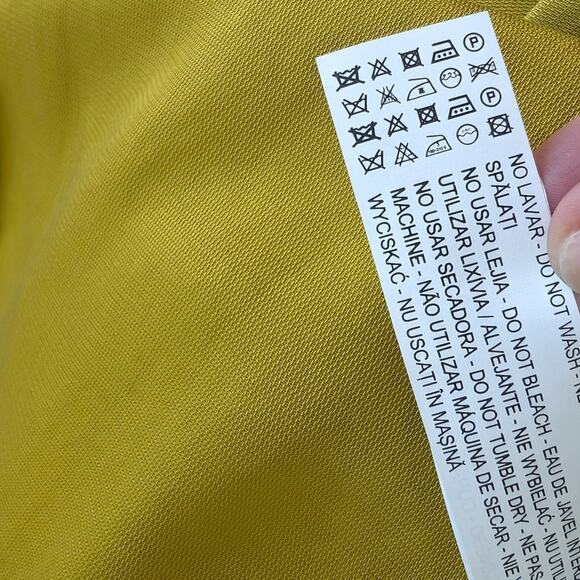 NO LAVAR - DO NOT WASH - NE
SPĂLAȚI
NO USAR LEJIA - DO NOT BLEACH - EAU DE JAVEL INTER
UTILIZAR LIXÍVIA / ALVEJANTE - NIE WYBIELAĆ - NU UTIL
NO USAR SECADORA - DO NOT TUMBLE DRY - NE PAS
MACHINE - NÃO UTILIZAR MÁQUINA DE SECAR - NIE
WYCISKAĆ - NU USCAȚI ÎN MAȘINĂ